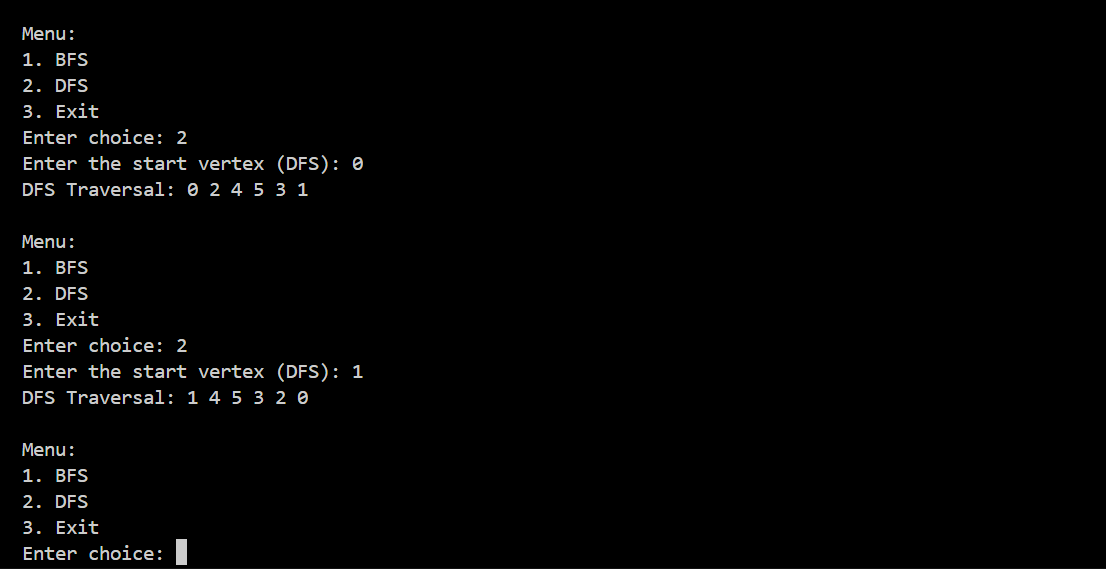 Menu:
1. BFS
2. DFS
3. Exit
Enter choice: 2
Enter the start vertex (DFS): 0
DFS Traversal: 0 2 4 5 3 1
Menu:
1. BFS
2. DFS
3. Exit
Enter choice: 2
Enter the start vertex (DFS): 1
DFS Traversal: 1 4 5 3 2 0
Menu:
1. BFS
2. DFS
3. Exit
Enter choice: